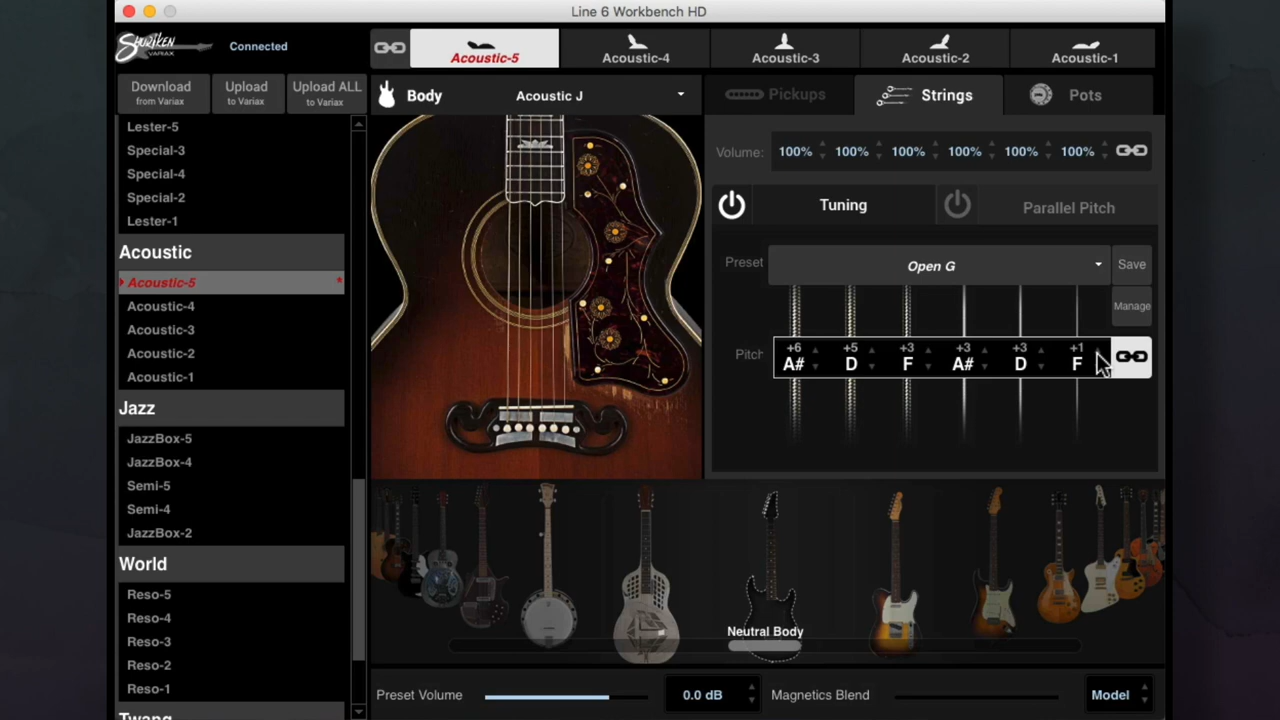 Line 6 Workbench HD
SHURIKEN
VARIAX
Connected
Acoustic-5
Acoustic-4
Acoustic-3
Acoustic-2
Acoustic-1
Download
from Variax
Upload
to Variax
Upload ALL
to Variax
Body
Acoustic J
Pickups
Strings
Pots
Lester-5
Special-3
Special-4
Special-2
Lester-1
Acoustic
Acoustic-5 *
Acoustic-4
Acoustic-3
Acoustic-2
Acoustic-1
Jazz
JazzBox-5
JazzBox-4
Semi-5
Semi-4
JazzBox-2
World
Reso-5
Reso-4
Reso-3
Reso-2
Reso-1
Twang
Volume: 100% 100% 100% 100% 100% 100%
Tuning
Parallel Pitch
Preset
Open G
Save
Manage
Pitch
+6 +5 +3 +3 +3 +1
A# D F A# D F
Neutral Body
Preset Volume
0.0 dB
Magnetics Blend
Model